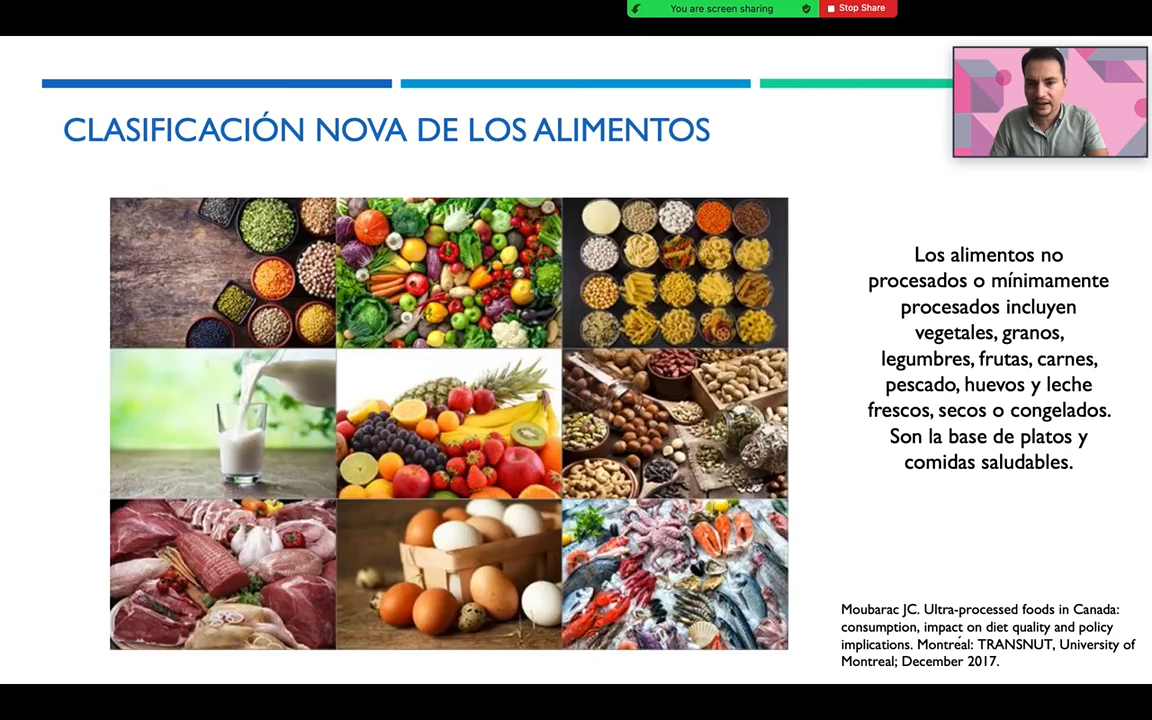 You are screen sharing
Stop Share
CLASIFICACIÓN NOVA DE LOS ALIMENTOS
Los alimentos no
procesados o mínimamente
procesados incluyen
vegetales, granos,
legumbres, frutas, carnes,
pescado, huevos y leche
frescos, secos o congelados.
Son la base de platos y
comidas saludables.
Moubarac JC. Ultra-processed foods in Canada:
consumption, impact on diet quality and policy
implications. Montréal: TRANSNUT, University of
Montreal; December 2017.